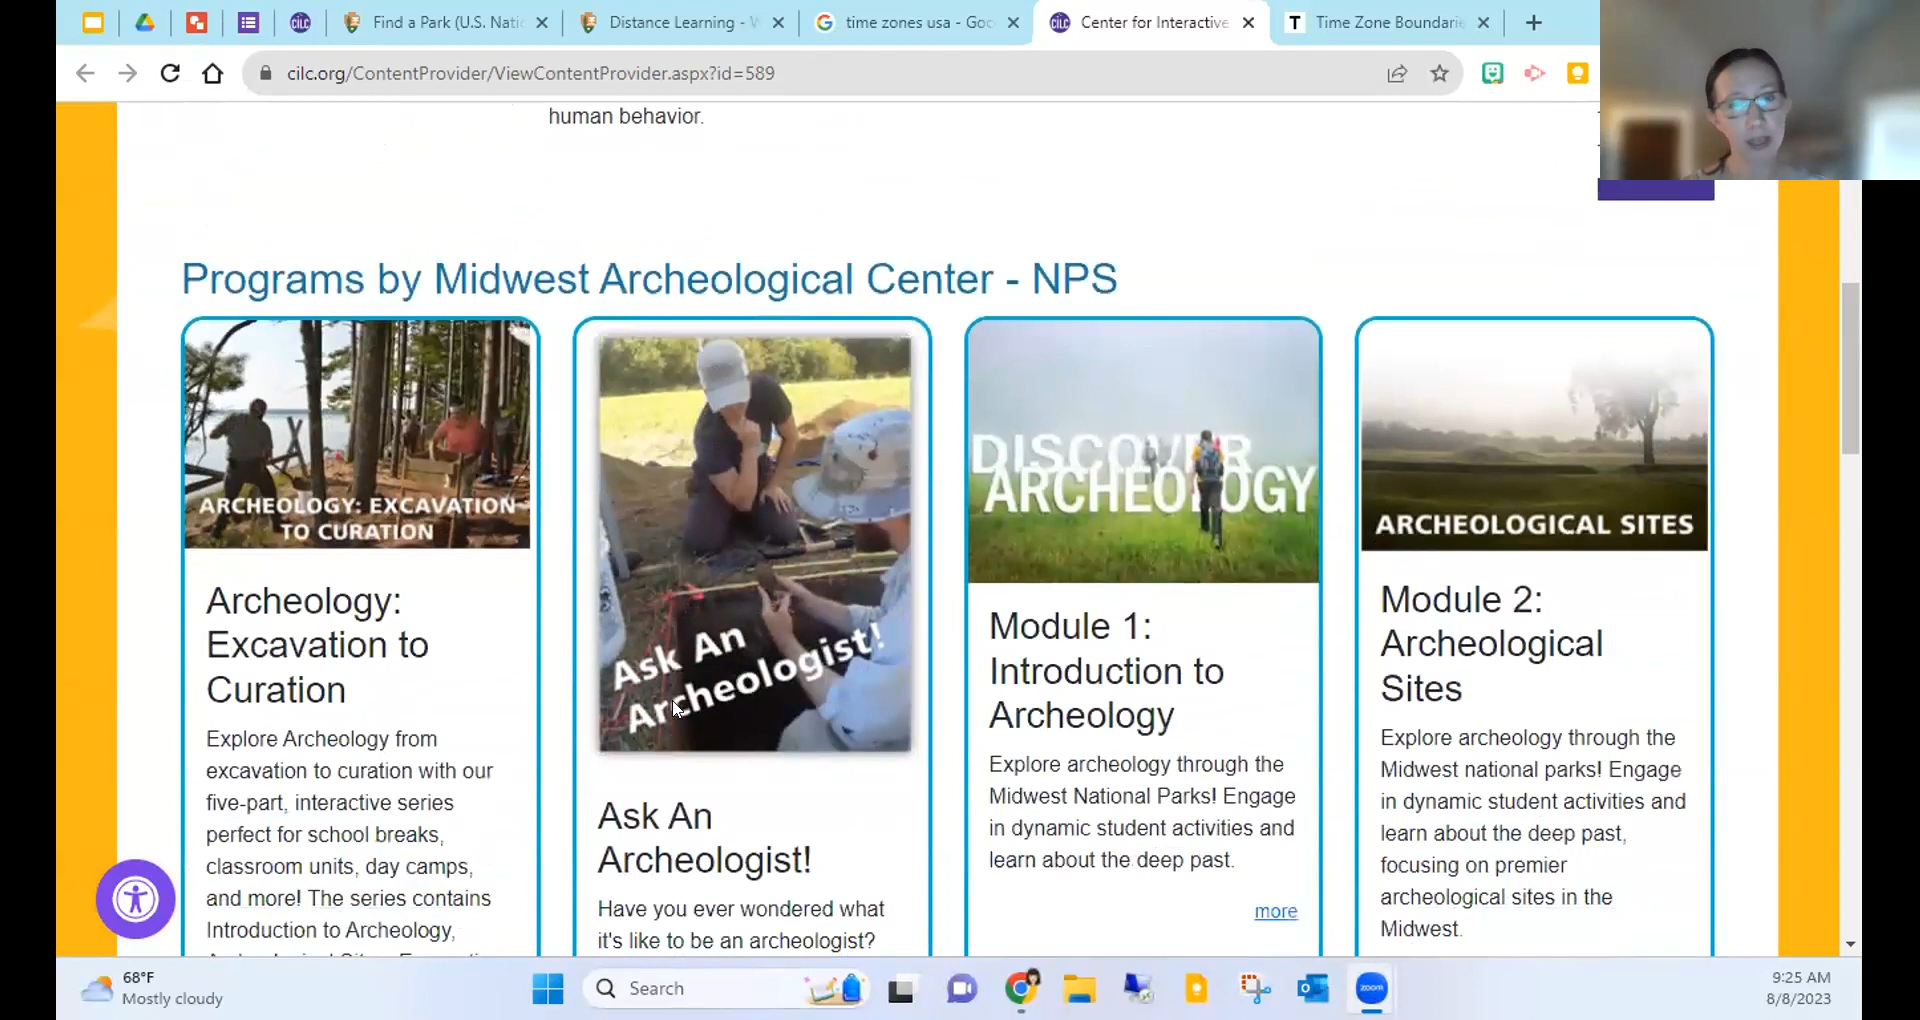 Find a Park (U.S. Natio
Distance Learning - W
time zones usa - Goo
Center for Interactive
Time Zone Boundarie
cilc.org/ContentProvider/ViewContentProvider.aspx?id=589
human behavior.
Programs by Midwest Archeological Center - NPS
ARCHEOLOGY: EXCAVATION
TO CURATION
Archeology:
Excavation to
Curation
Explore Archeology from
excavation to curation with our
five-part, interactive series
perfect for school breaks,
classroom units, day camps,
and more! The series contains
Introduction to Archeology,
Ask An
Archeologist!
Ask An
Archeologist!
Have you ever wondered what
it's like to be an archeologist?
DISCOVER
ARCHEOLOGY
Module 1:
Introduction to
Archeology
Explore archeology through the
Midwest National Parks! Engage
in dynamic student activities and
learn about the deep past.
more
ARCHEOLOGICAL SITES
Module 2:
Archeological
Sites
Explore archeology through the
Midwest national parks! Engage
in dynamic student activities and
learn about the deep past,
focusing on premier
archeological sites in the
Midwest.
68°F
Mostly cloudy
Search
zoom
9:25 AM
8/8/2023